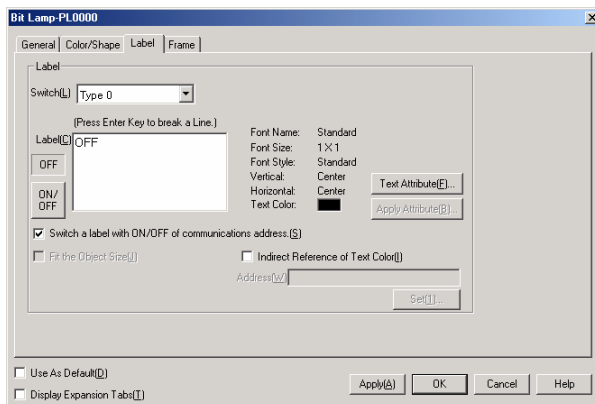 Bit Lamp-PL0000
General Color/Shape Label Frame
Label
Switch(L) Type 0
(Press Enter Key to break a Line.)
Label(C) OFF
OFF
ON/
OFF
Font Name: Standard
Font Size: 1×1
Font Style: Standard
Vertical: Center
Horizontal: Center
Text Color:
Text Attribute(F)...
Apply Attribute(R)...
Switch a label with ON/OFF of communications address.(S)
Fit the Object Size(J) Indirect Reference of Text Color(I)
Address(W)
Set(1)...
Use As Default(D)
Display Expansion Tabs(T)
Apply(A) OK Cancel Help